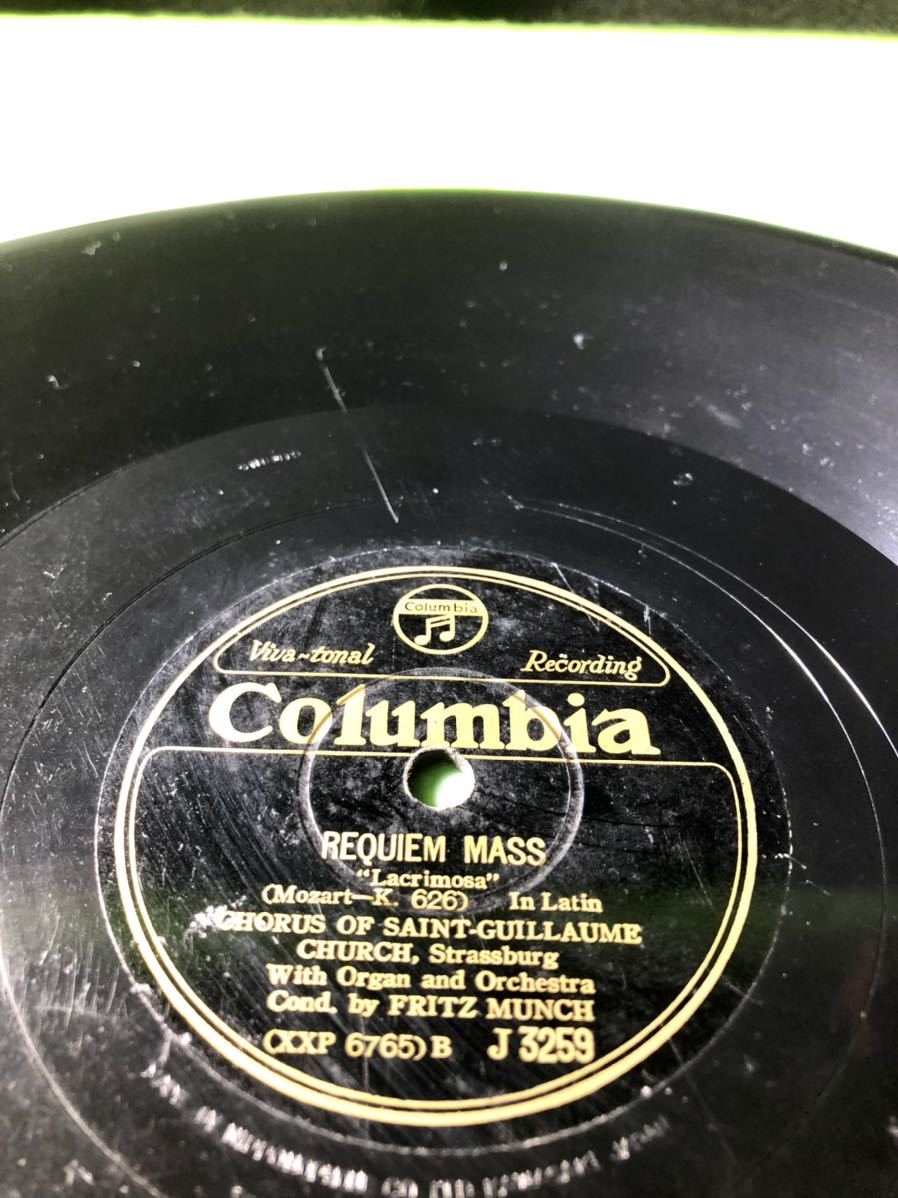 Columbia
Viva-tonal Recording
Columbia
REQUIEM MASS
"Lacrimosa"
(Mozart—K. 626) In Latin
CHORUS OF SAINT-GUILLAUME
CHURCH, Strassburg
With Organ and Orchestra
Cond. by FRITZ MUNCH
(XXP 6765) B J 3259